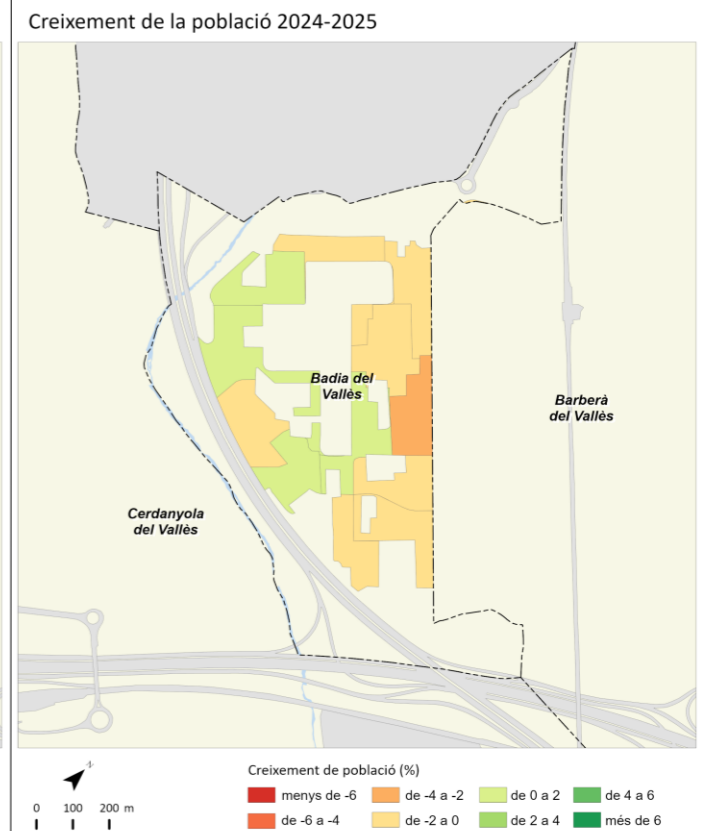 Creixement de la població 2024-2025
Badia del
Vallès
Barberà
del Vallès
Cerdanyola
del Vallès
N
0 100 200 m
Creixement de població (%)
menys de -6
de -4 a -2
de 0 a 2
de 4 a 6
de -6 a -4
de -2 a 0
de 2 a 4
més de 6